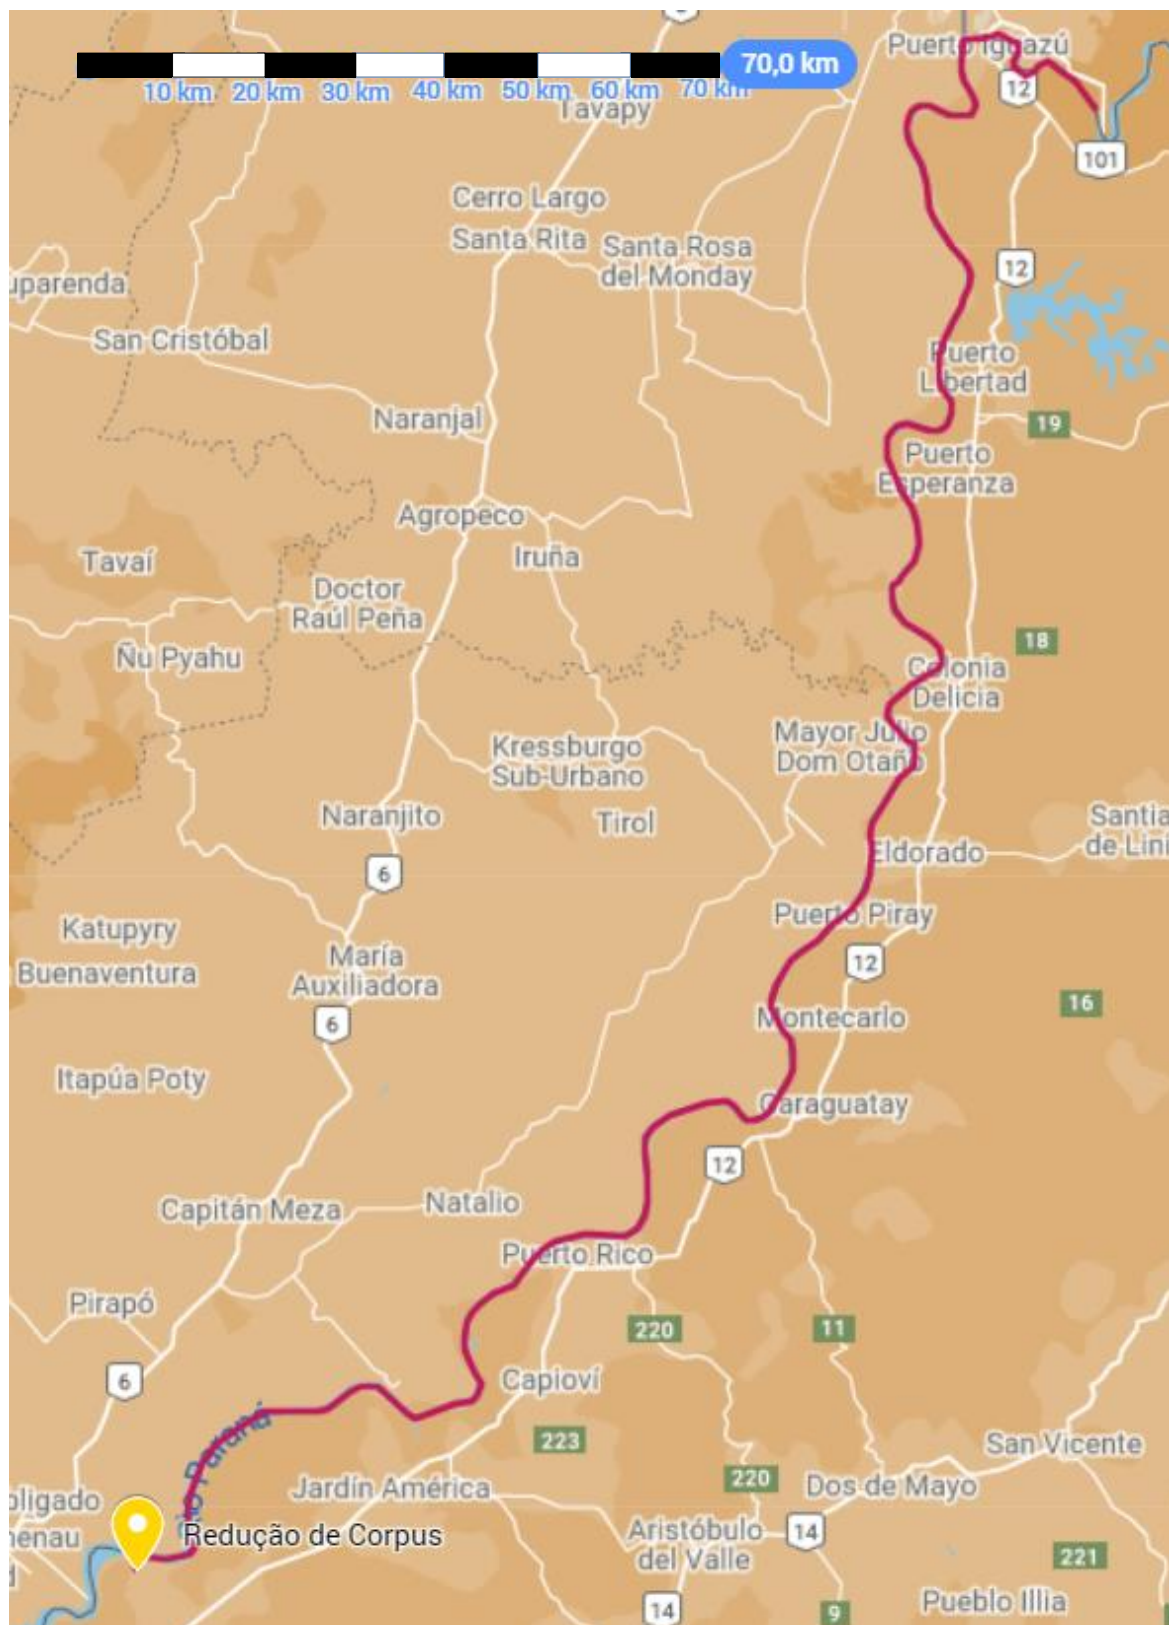 Puerto Iguazú
70,0 km
10 km 20 km 30 km 40 km 50 km 60 km 70 km
12
Tavapy
101
Cerro Largo
Santa Rita
Santa Rosa
del Monday
12
uparenda
San Cristóbal
Puerto
Libertad
Naranjal
19
Puerto
Esperanza
Agropeco
Iruña
Tavaí
Doctor
Raúl Peña
18
Ñu Pyahu
Colonia
Delicia
Mayor Julio
Dom Otaño
Kressburgo
Sub-Urbano
Naranjito
Tirol
Santia
de Lini
Eldorado
6
Puerto Piray
Katupyry
12
Buenaventura
María
Auxiliadora
16
Montecarlo
6
Itapúa Poty
Caraguatay
12
Natalio
Capitán Meza
Puerto Rico
Pirapó
220
11
6
Capioví
Río Paraná
223
San Vicente
220
Jardín América
Dos de Mayo
bligado
henau
Redução de Corpus
Aristóbulo
del Valle
14
221
Pueblo Illia
14
9